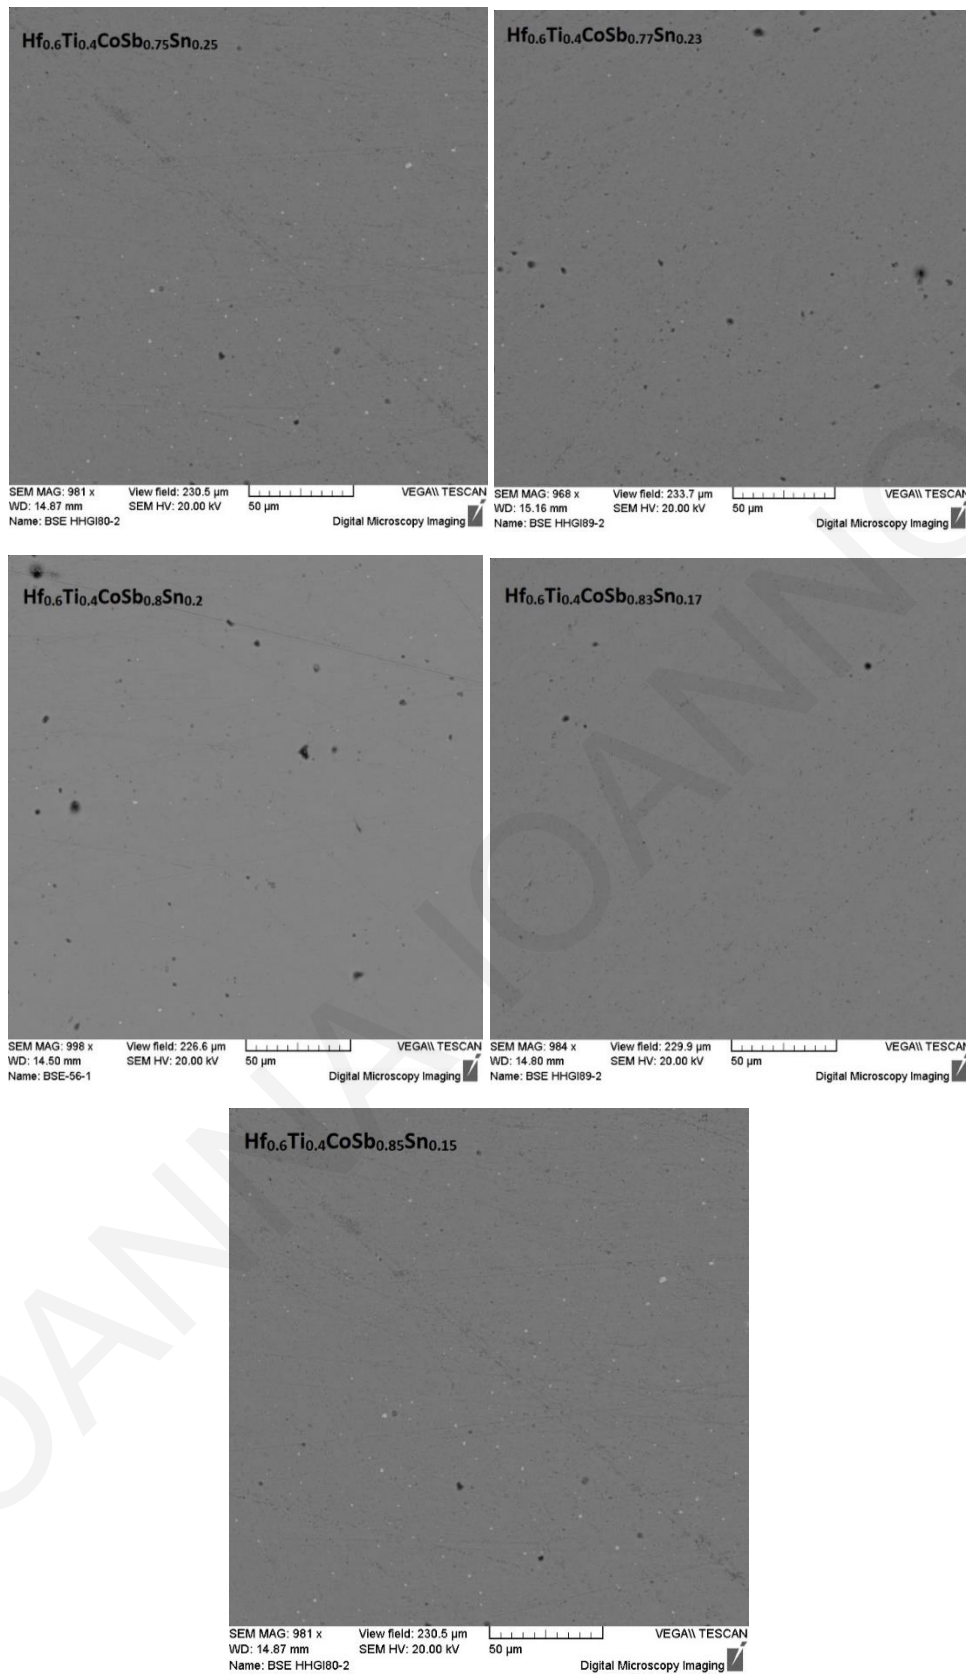 Hf0.6Ti0.4CoSb0.75Sn0.25
SEM MAG: 981 x View field: 230.5 µm VEGA\\ TESCAN
WD: 14.87 mm SEM HV: 20.00 kV 50 µm
Name: BSE HHGI80-2 Digital Microscopy Imaging
Hf0.6Ti0.4CoSb0.77Sn0.23
SEM MAG: 968 x View field: 233.7 µm VEGA\\ TESCAN
WD: 15.16 mm SEM HV: 20.00 kV 50 µm
Name: BSE HHGI89-2 Digital Microscopy Imaging
Hf0.6Ti0.4CoSb0.8Sn0.2
SEM MAG: 998 x View field: 226.6 µm VEGA\\ TESCAN
WD: 14.50 mm SEM HV: 20.00 kV 50 µm
Name: BSE-56-1 Digital Microscopy Imaging
Hf0.6Ti0.4CoSb0.83Sn0.17
SEM MAG: 984 x View field: 229.9 µm VEGA\\ TESCAN
WD: 14.80 mm SEM HV: 20.00 kV 50 µm
Name: BSE HHGI89-2 Digital Microscopy Imaging
Hf0.6Ti0.4CoSb0.85Sn0.15
SEM MAG: 981 x View field: 230.5 µm VEGA\\ TESCAN
WD: 14.87 mm SEM HV: 20.00 kV 50 µm
Name: BSE HHGI80-2 Digital Microscopy Imaging
IOANNA IOANNO